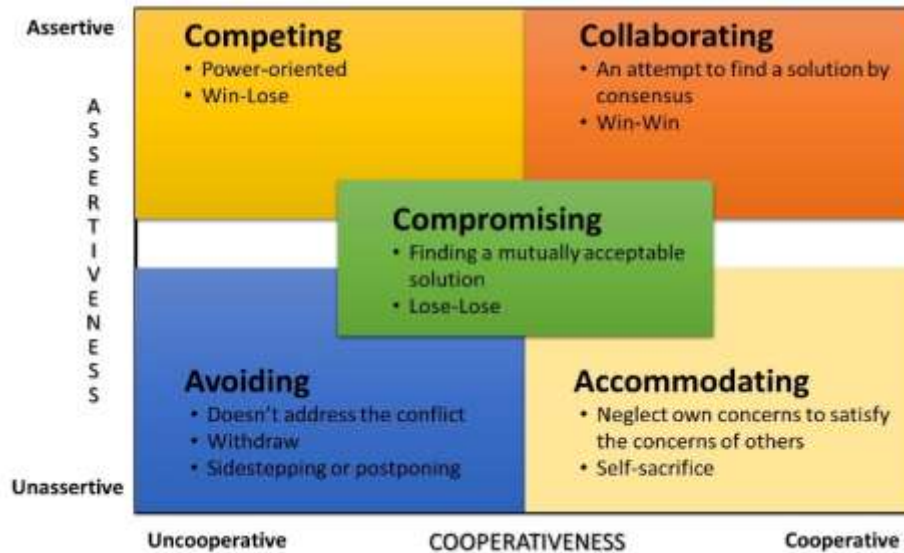 Assertive
ASSERTIVENESS
Unassertive
Competing
• Power-oriented
• Win-Lose
Collaborating
• An attempt to find a solution by
consensus
• Win-Win
Compromising
• Finding a mutually acceptable
solution
• Lose-Lose
Avoiding
• Doesn't address the conflict
• Withdraw
• Sidestepping or postponing
Accommodating
• Neglect own concerns to satisfy
the concerns of others
• Self-sacrifice
Uncooperative
COOPERATIVENESS
Cooperative